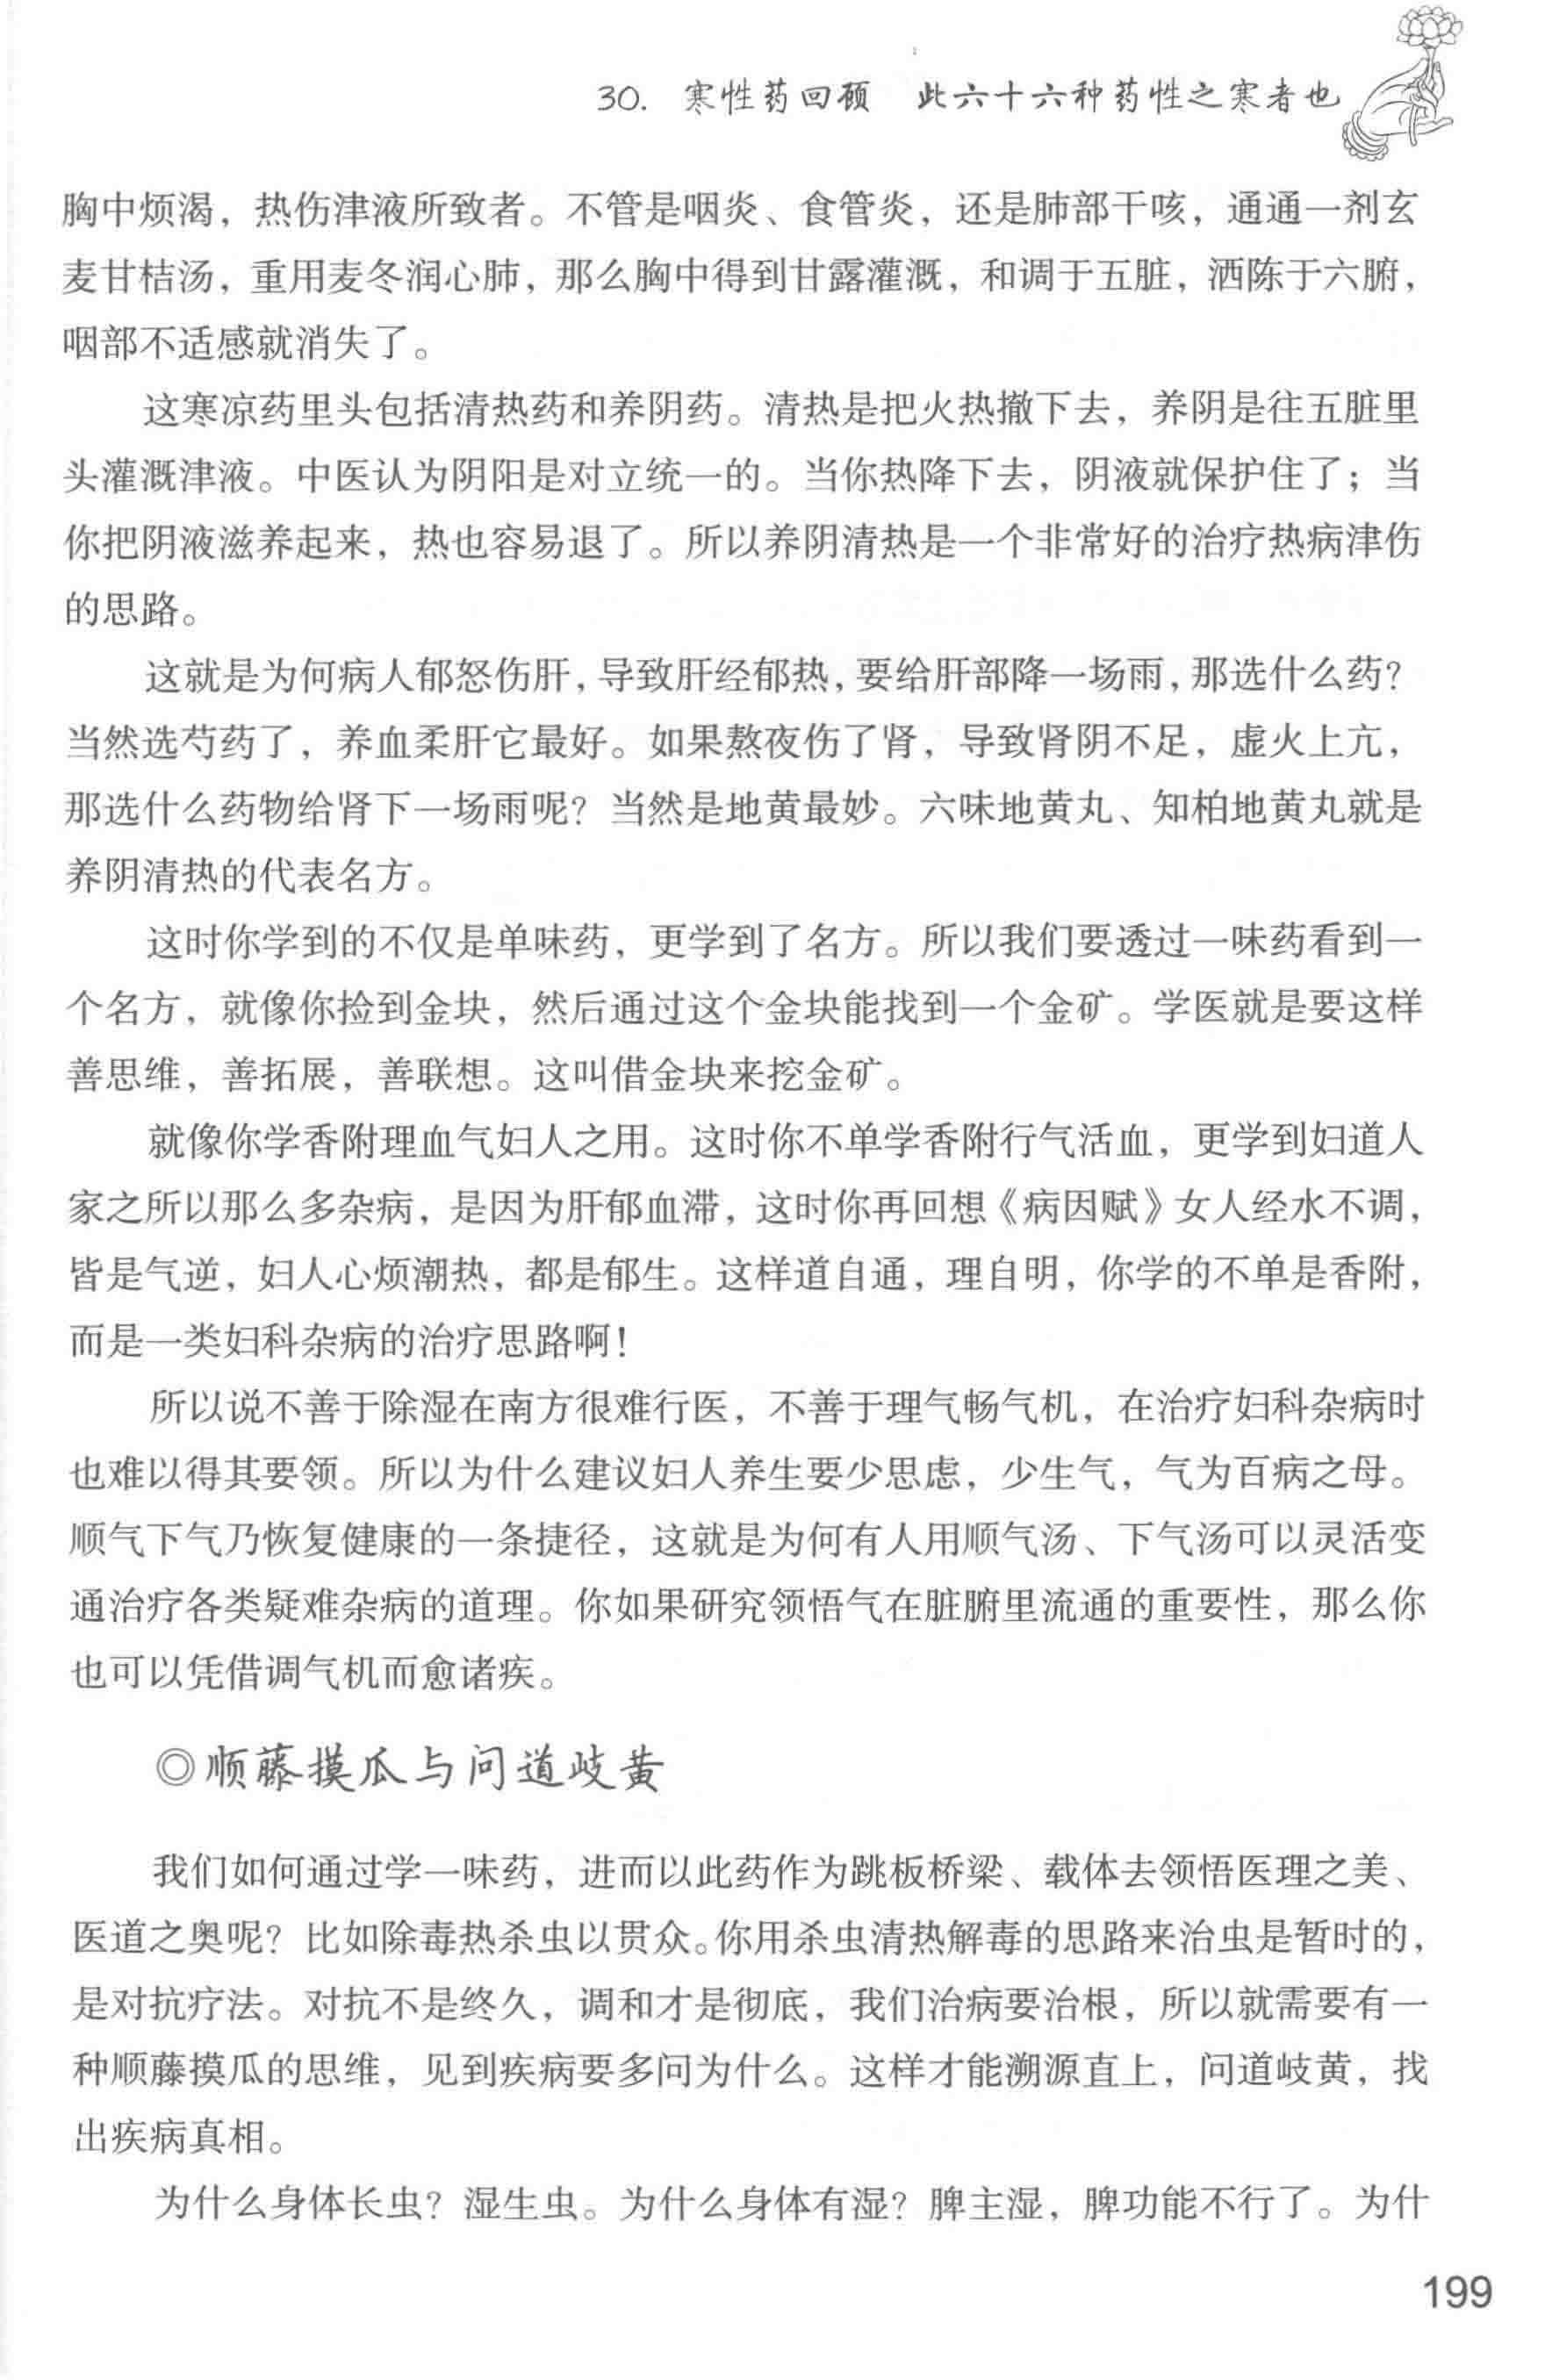 30. 寒性药回顾　此六十六种药性之寒者也
胸中烦渴，热伤津液所致者。不管是咽炎、食管炎，还是肺部干咳，通通一剂玄
麦甘桔汤，重用麦冬润心肺，那么胸中得到甘露灌溉，和调于五脏，洒陈于六腑，
咽部不适感就消失了。
这寒凉药里头包括清热药和养阴药。清热是把火热撤下去，养阴是往五脏里
头灌溉津液。中医认为阴阳是对立统一的。当你热降下去，阴液就保护住了；当
你把阴液滋养起来，热也容易退了。所以养阴清热是一个非常好的治疗热病津伤
的思路。
这就是为何病人郁怒伤肝，导致肝经郁热，要给肝部降一场雨，那选什么药？
当然选芍药了，养血柔肝它最好。如果熬夜伤了肾，导致肾阴不足，虚火上亢，
那选什么药物给肾下一场雨呢？当然是地黄最妙。六味地黄丸、知柏地黄丸就是
养阴清热的代表名方。
这时你学到的不仅是单味药，更学到了名方。所以我们要透过一味药看到一
个名方，就像你捡到金块，然后通过这个金块能找到一个金矿。学医就是要这样
善思维，善拓展，善联想。这叫借金块来挖金矿。
就像你学香附理血气妇人之用。这时你不单学香附行气活血，更学到妇道人
家之所以那么多杂病，是因为肝郁血滞，这时你再回想《病因赋》女人经水不调，
皆是气逆，妇人心烦潮热，都是郁生。这样道自通，理自明，你学的不单是香附，
而是一类妇科杂病的治疗思路啊！
所以说不善于除湿在南方很难行医，不善于理气畅气机，在治疗妇科杂病时
也难以得其要领。所以为什么建议妇人养生要少思虑，少生气，气为百病之母。
顺气下气乃恢复健康的一条捷径，这就是为何有人用顺气汤、下气汤可以灵活变
通治疗各类疑难杂病的道理。你如果研究领悟气在脏腑里流通的重要性，那么你
也可以凭借调气机而愈诸疾。
◎顺藤摸瓜与问道歧黄
我们如何通过学一味药，进而以此药作为跳板桥梁、载体去领悟医理之美、
医道之奥呢？比如除毒热杀虫以贯众。你用杀虫清热解毒的思路来治虫是暂时的，
是对抗疗法。对抗不是终久，调和才是彻底，我们治病要治根，所以就需要有一
种顺藤摸瓜的思维，见到疾病要多问为什么。这样才能溯源直上，问道岐黄，找
出疾病真相。
为什么身体长虫？湿生虫。为什么身体有湿？脾主湿，脾功能不行了。为什
199